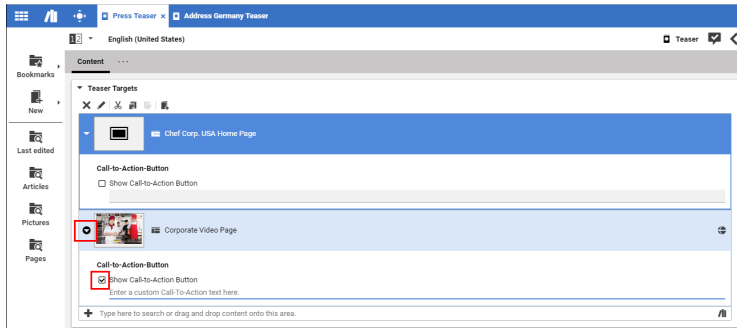 Press Teaser
Address Germany Teaser
12 English (United States)
Teaser
Content ...
Bookmarks
New
Last edited
Articles
Pictures
Pages
Teaser Targets
Chef Corp. USA Home Page
Call-to-Action-Button
Show Call-to-Action Button
Corporate Video Page
Call-to-Action-Button
Show Call-to-Action Button
Enter a custom Call-To-Action text here.
Type here to search or drag and drop content onto this area.